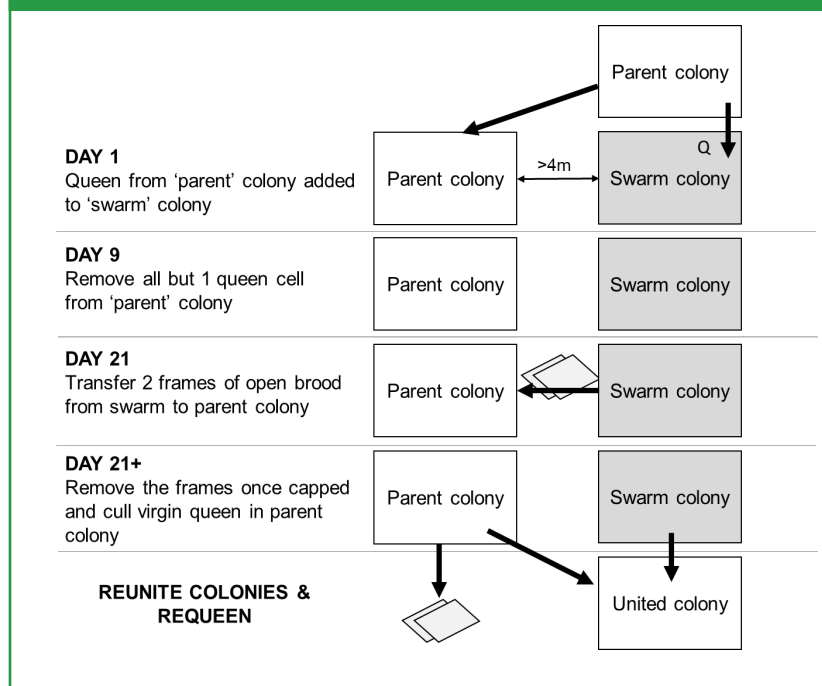 Parent colony
DAY 1
Queen from ‘parent’ colony added
to ‘swarm’ colony
Parent colony
>4m
Q
Swarm colony
DAY 9
Remove all but 1 queen cell
from ‘parent’ colony
Parent colony
Swarm colony
DAY 21
Transfer 2 frames of open brood
from swarm to parent colony
Parent colony
Swarm colony
DAY 21+
Remove the frames once capped
and cull virgin queen in parent
colony
Parent colony
Swarm colony
REUNITE COLONIES &
REQUEEN
United colony